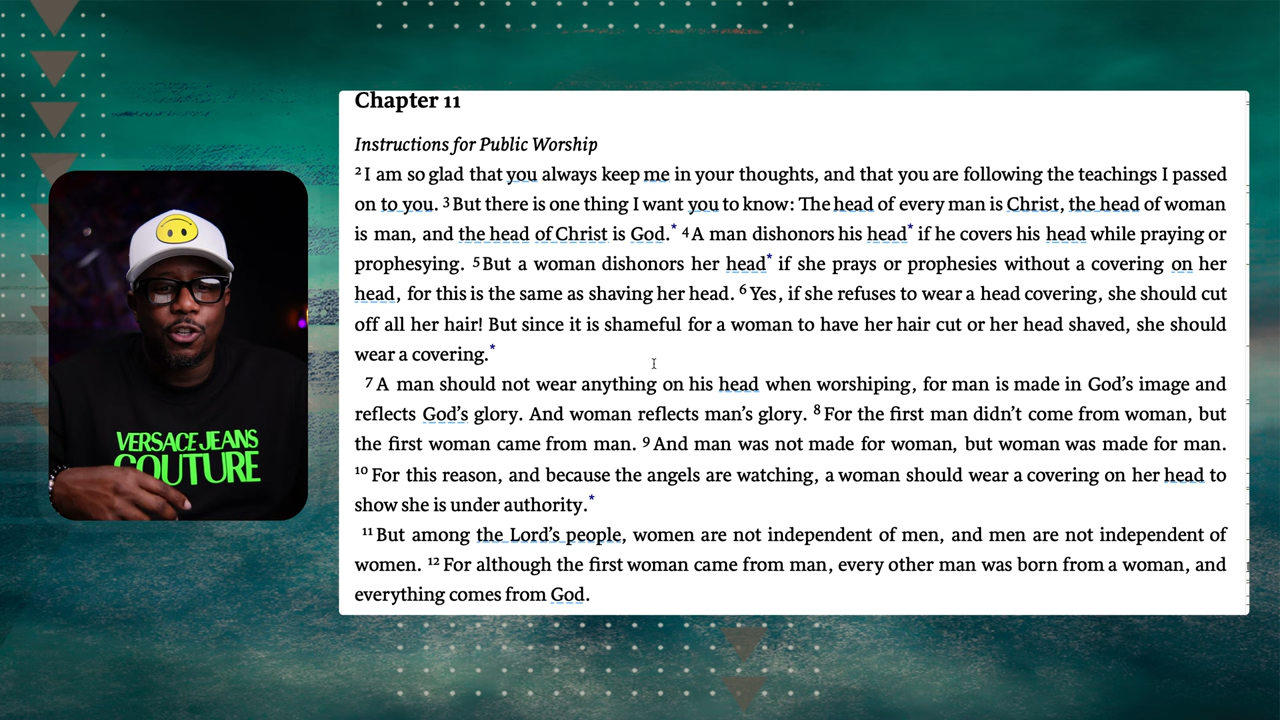 VERSACE JEANS
COUTURE
Chapter 11
Instructions for Public Worship
2 I am so glad that you always keep me in your thoughts, and that you are following the teachings I passed
on to you. 3 But there is one thing I want you to know: The head of every man is Christ, the head of woman
is man, and the head of Christ is God.* 4 A man dishonors his head* if he covers his head while praying or
prophesying. 5 But a woman dishonors her head* if she prays or prophesies without a covering on her
head, for this is the same as shaving her head. 6 Yes, if she refuses to wear a head covering, she should cut
off all her hair! But since it is shameful for a woman to have her hair cut or her head shaved, she should
wear a covering.*
7 A man should not wear anything on his head when worshiping, for man is made in God’s image and
reflects God’s glory. And woman reflects man’s glory. 8 For the first man didn’t come from woman, but
the first woman came from man. 9 And man was not made for woman, but woman was made for man.
10 For this reason, and because the angels are watching, a woman should wear a covering on her head to
show she is under authority.*
11 But among the Lord’s people, women are not independent of men, and men are not independent of
women. 12 For although the first woman came from man, every other man was born from a woman, and
everything comes from God.